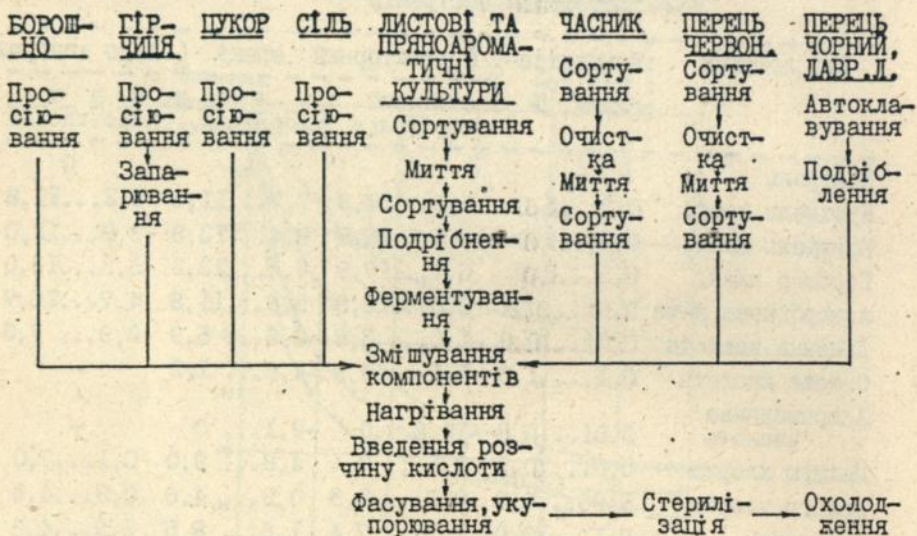 БОРОШ-
НО
Про-
сію-
вання
ГІР-
ЧИЦЯ
Про-
сію-
вання
Запа-
рюван-
ня
ЦУКОР
Про-
сію-
вання
СІЛЬ
Про-
сію-
вання
ЛИСТОВІ ТА
ПРЯНОАРОМА-
ТИЧНІ
КУЛЬТУРИ
Сортування
Миття
Сортування
Подрібнен-
ня
Ферментуван-
ня
ЧАСНИК
Сорту-
вання
Очист-
ка
Миття
Сорту-
вання
ПЕРЕЦЬ
ЧЕРВОН.
Сорту-
вання
Очист-
ка
Миття
Сорту-
вання
ПЕРЕЦЬ
ЧОРНИЙ,
ЛАВР.Л.
Автокла-
вування
Подріб-
лення
Змішування
компонентів
Нагрівання
Введення роз-
чину кислоти
Фасування, уку-
порювання
Стерилі-
зація
Охолод-
ження